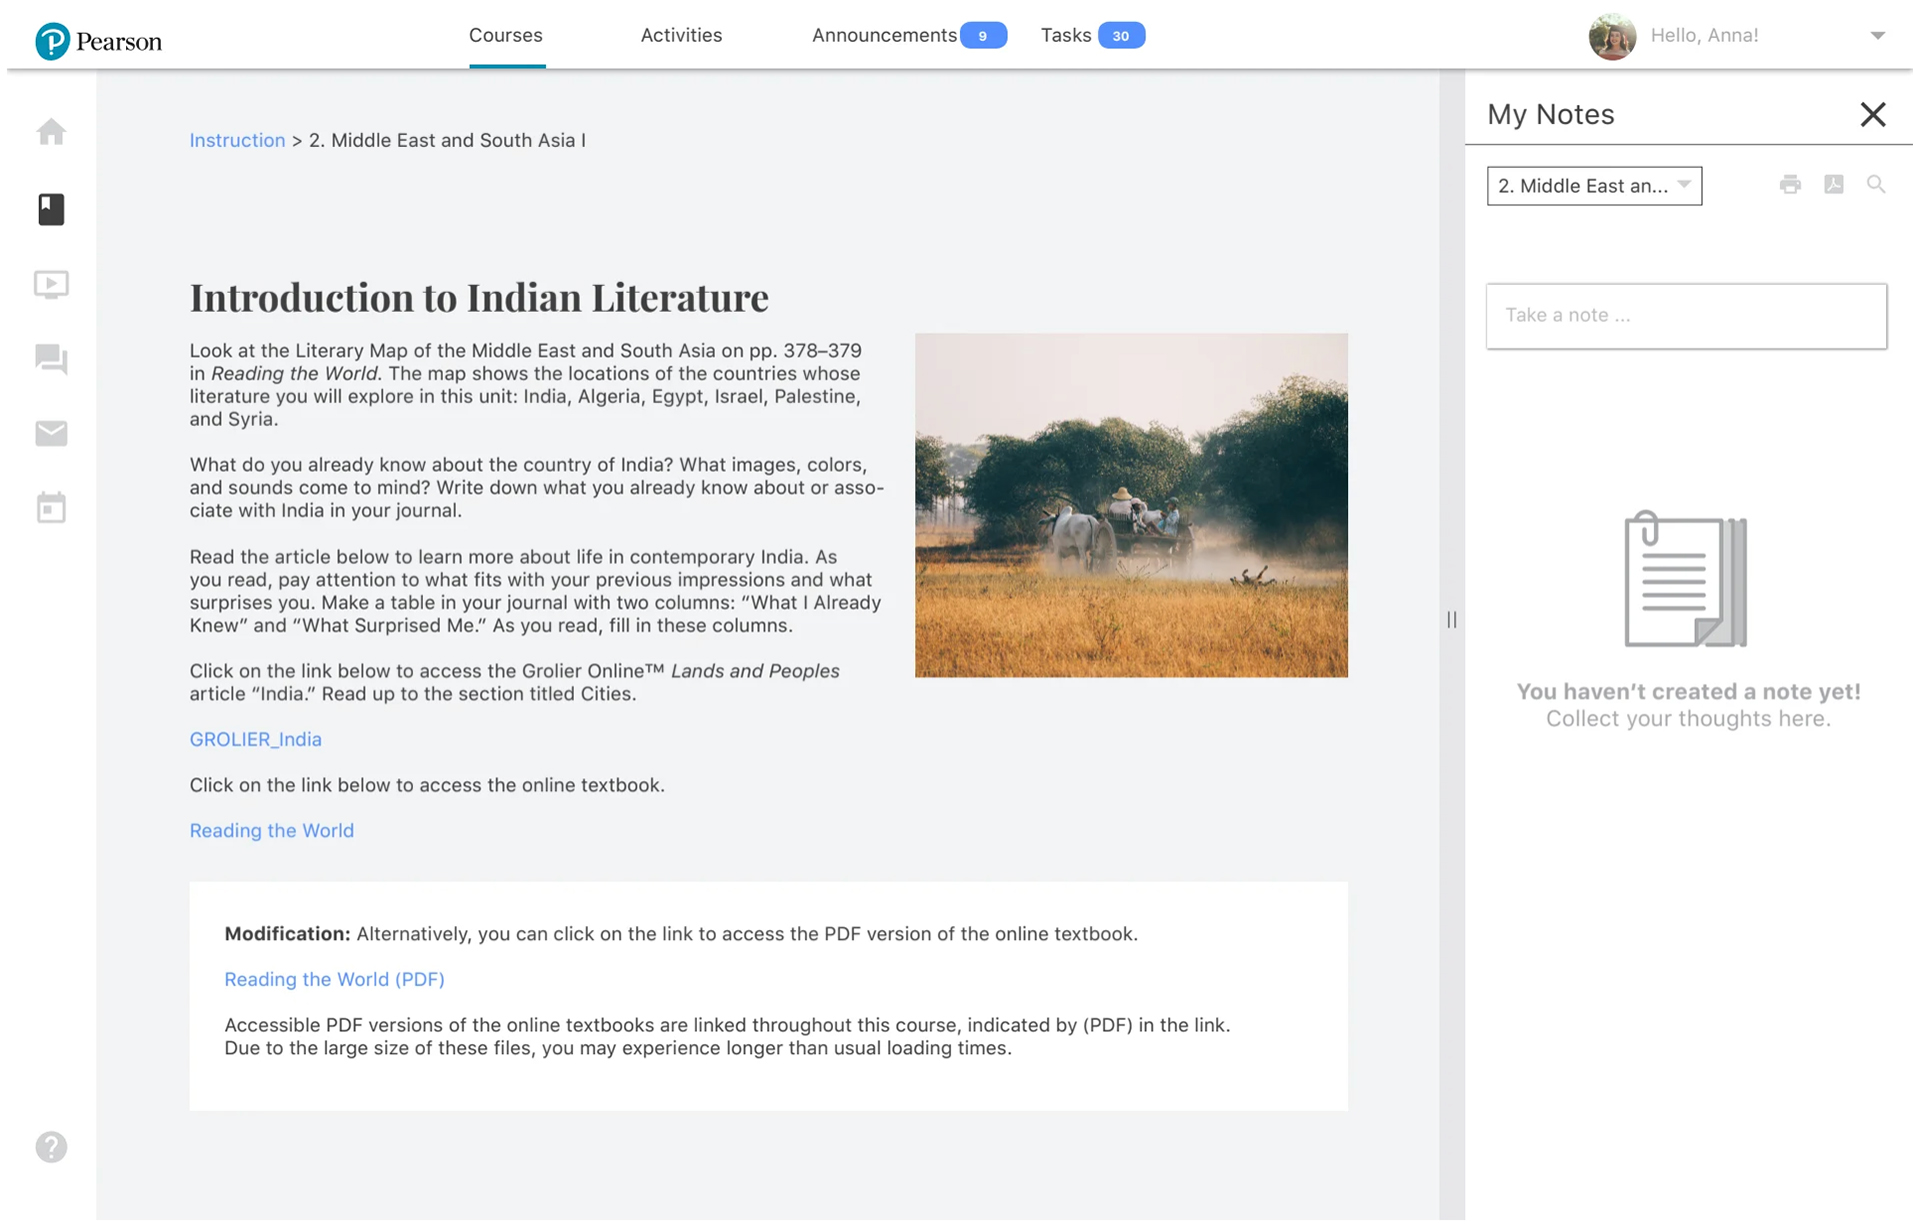 Pearson
Courses
Activities
Announcements 9
Tasks 30
Hello, Anna!
Instruction > 2. Middle East and South Asia I
Introduction to Indian Literature
Look at the Literary Map of the Middle East and South Asia on pp. 378–379
in Reading the World. The map shows the locations of the countries whose
literature you will explore in this unit: India, Algeria, Egypt, Israel, Palestine,
and Syria.
What do you already know about the country of India? What images, colors,
and sounds come to mind? Write down what you already know about or asso-
ciate with India in your journal.
Read the article below to learn more about life in contemporary India. As
you read, pay attention to what fits with your previous impressions and what
surprises you. Make a table in your journal with two columns: “What I Already
Knew” and “What Surprised Me.” As you read, fill in these columns.
Click on the link below to access the Grolier Online™ Lands and Peoples
article “India.” Read up to the section titled Cities.
GROLIER_India
Click on the link below to access the online textbook.
Reading the World
Modification: Alternatively, you can click on the link to access the PDF version of the online textbook.
Reading the World (PDF)
Accessible PDF versions of the online textbooks are linked throughout this course, indicated by (PDF) in the link.
Due to the large size of these files, you may experience longer than usual loading times.
My Notes
2. Middle East an...
Take a note ...
You haven’t created a note yet!
Collect your thoughts here.